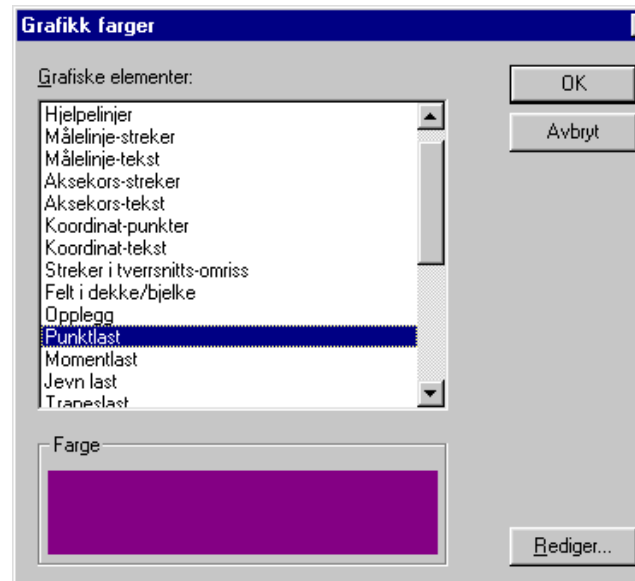 Grafikk farger
Grafiske elementer:
OK
Avbryt
Hjelpelinjer
Målelinje-streker
Målelinje-tekst
Aksekors-streker
Aksekors-tekst
Koordinat-punkter
Koordinat-tekst
Streker i tverrsnitts-omriss
Felt i dekke/bjelke
Opplegg
Punktlast
Momentlast
Jevn last
Trapeslast
Farge
Rediger...